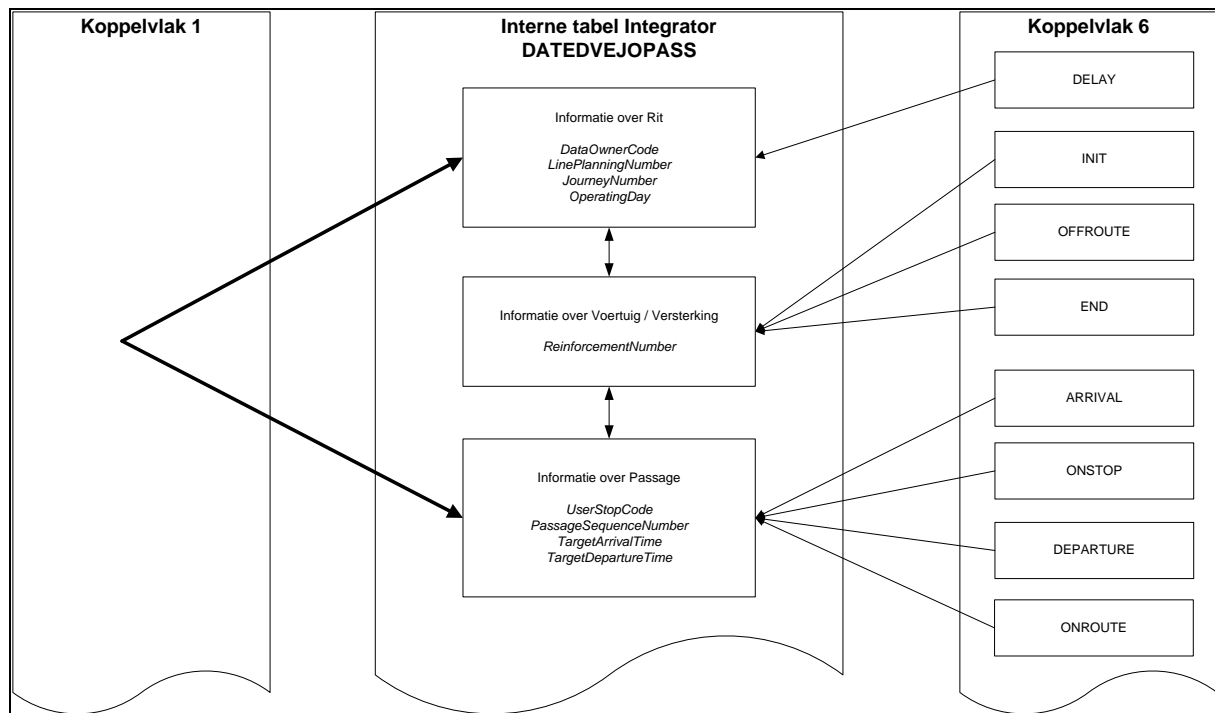 Koppelvlak 1
Interne tabel Integrator
DATEDVEJOPASS
Koppelvlak 6
Informatie over Rit
DataOwnerCode
LinePlanningNumber
JourneyNumber
OperatingDay
Informatie over Voertuig / Versterking
ReinforcementNumber
Informatie over Passage
UserStopCode
PassageSequenceNumber
TargetArrivalTime
TargetDepartureTime
DELAY
INIT
OFFROUTE
END
ARRIVAL
ONSTOP
DEPARTURE
ONROUTE